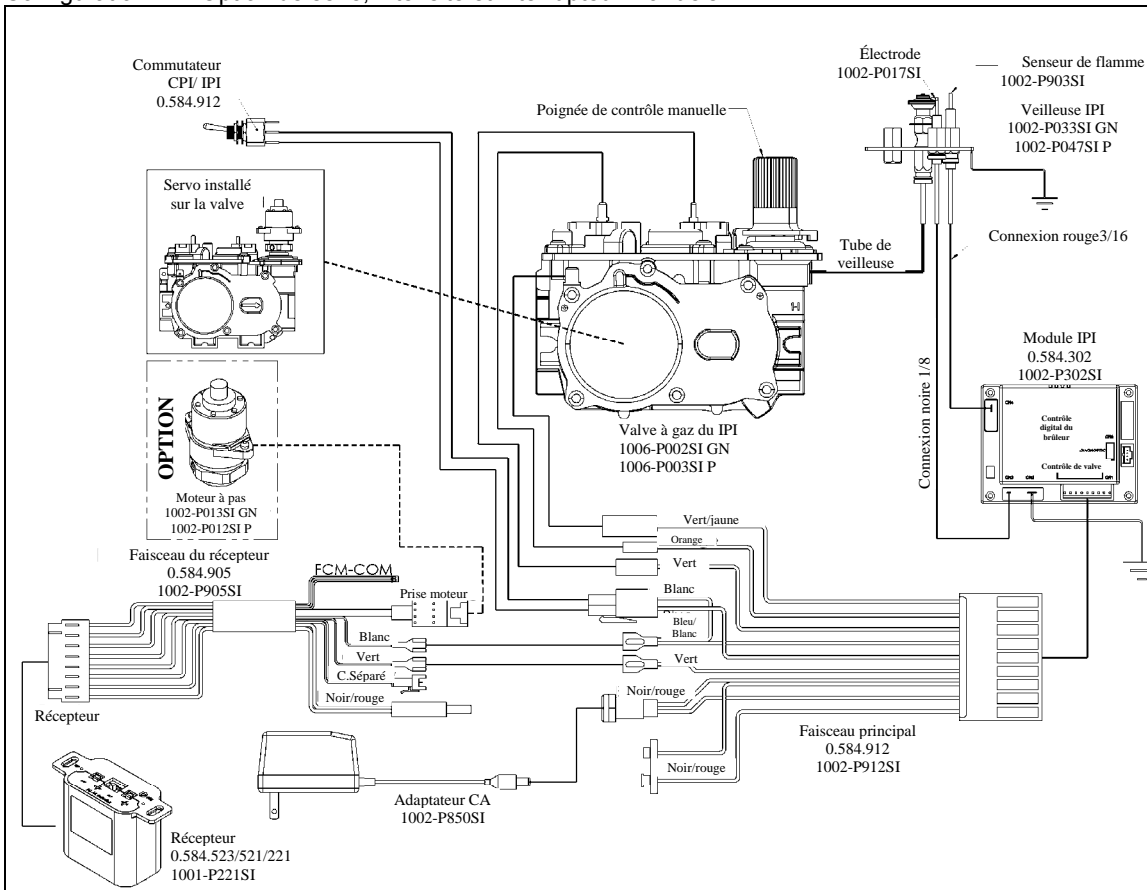 Commutateur
CPI/ IPI
0.584.912
Poignée de contrôle manuelle
Électrode
1002-P017SI
Senseur de flamme
1002-P903SI
Veilleuse IPI
1002-P033SI GN
1002-P047SI P
Servo installé
sur la valve
Tube de
veilleuse
Connexion rouge3/16
Connexion noire 1/8
Module IPI
0.584.302
1002-P302SI
Contrôle
digital du
brûleur
Contrôle de valve
OPTION
Moteur à pas
1002-P013SI GN
1002-P012SI P
Valve à gaz du IPI
1006-P002SI GN
1006-P003SI P
Faisceau du récepteur
0.584.905
1002-P905SI
FCM-COM
Prise moteur
Blanc
Vert
C.Séparé
Noir/rouge
Récepteur
Vert/jaune
Orange
Vert
Blanc
Bleu/
Blanc
Vert
Noir/rouge
Noir/rouge
Faisceau principal
0.584.912
1002-P912SI
Adaptateur CA
1002-P850SI
Récepteur
0.584.523/521/221
1001-P221SI